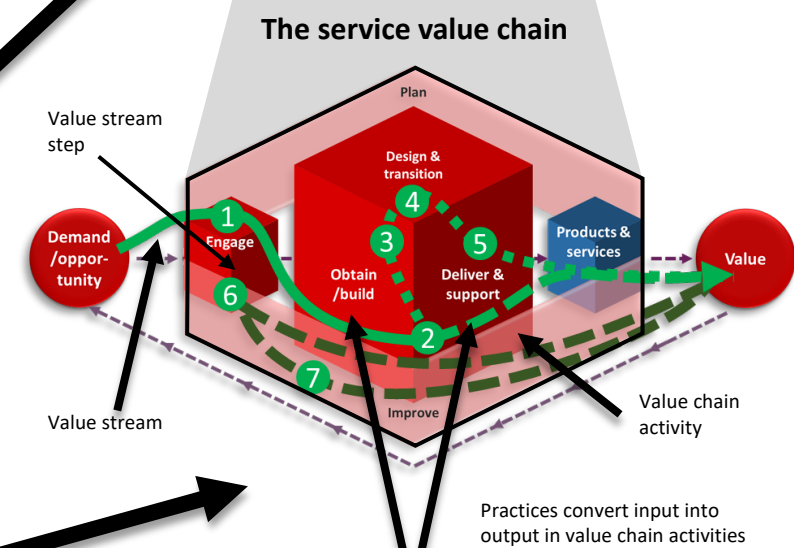 The service value chain
Plan
Value stream
step
Design &
transition
4
1
Demand
/oppor-
tunity
Engage
3
5
Products &
services
Value
Obtain
/build
Deliver &
support
6
2
7
Improve
Value stream
Value chain
activity
Practices convert input into
output in value chain activities